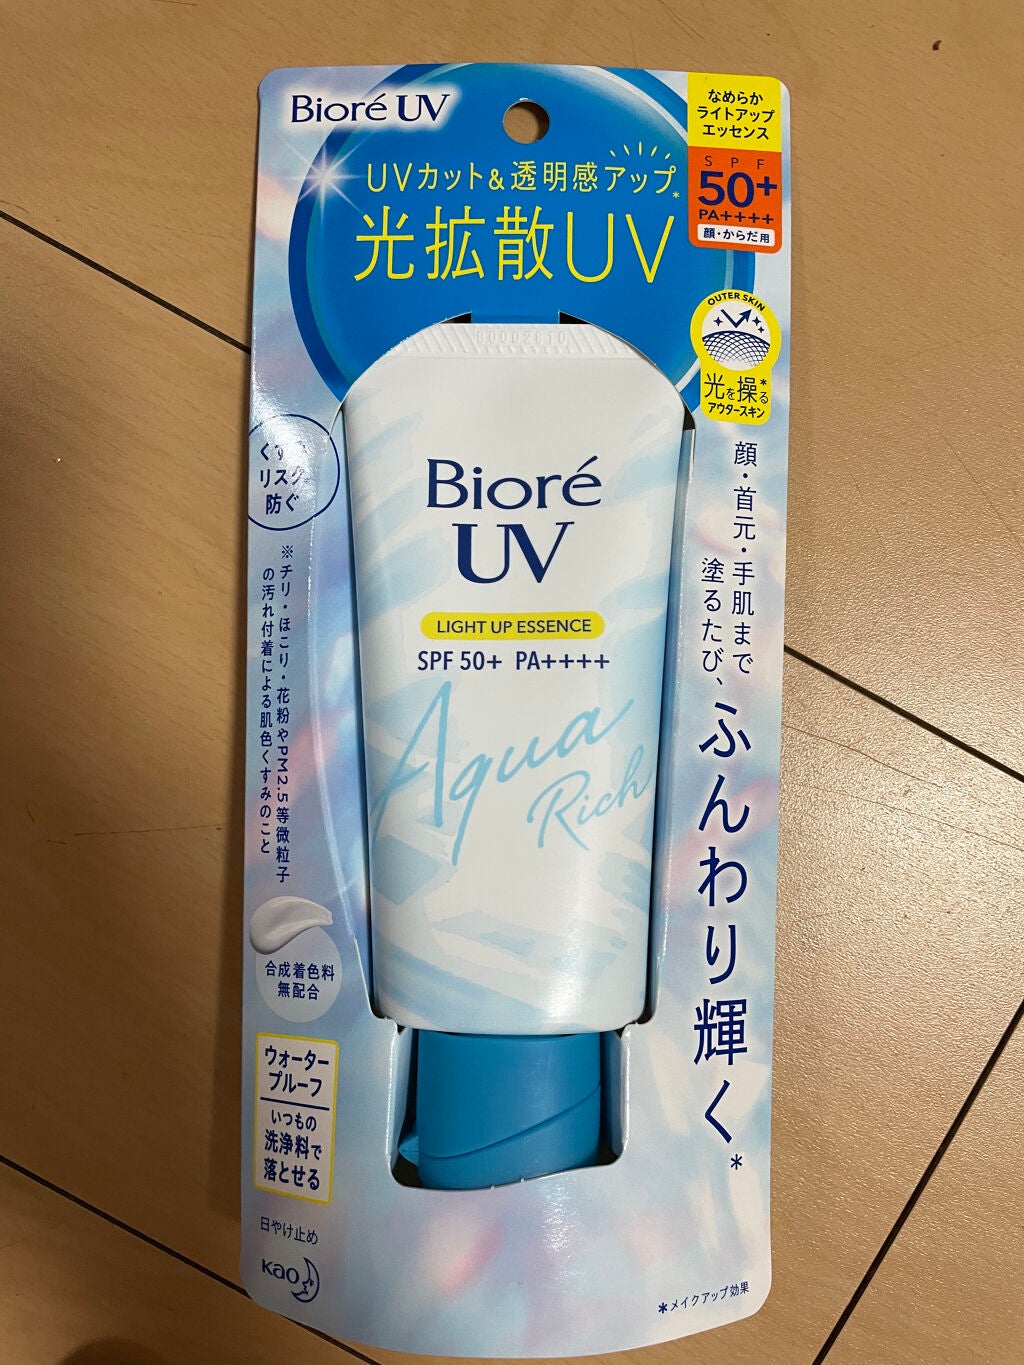 Bioré UV
なめらか
ライトアップ
エッセンス
SPF
50+
PA++++
顔・からだ用
UVカット&透明感アップ*
光拡散UV
OUTER SKIN
光を操る*
アウタースキン
60002610
リスク
防ぐ
※チリ・ほこり・花粉やPM2.5等微粒子
の汚れ付着による肌色くすみのこと
Bioré
UV
LIGHT UP ESSENCE
SPF 50+ PA++++
Aqua
Rich
顔・首元・手肌まで
塗るたび、ふんわり輝く*
合成着色料
無配合
ウォーター
プルーフ
いつもの
洗浄料で
落とせる
日やけ止め
Kao
*メイクアップ効果